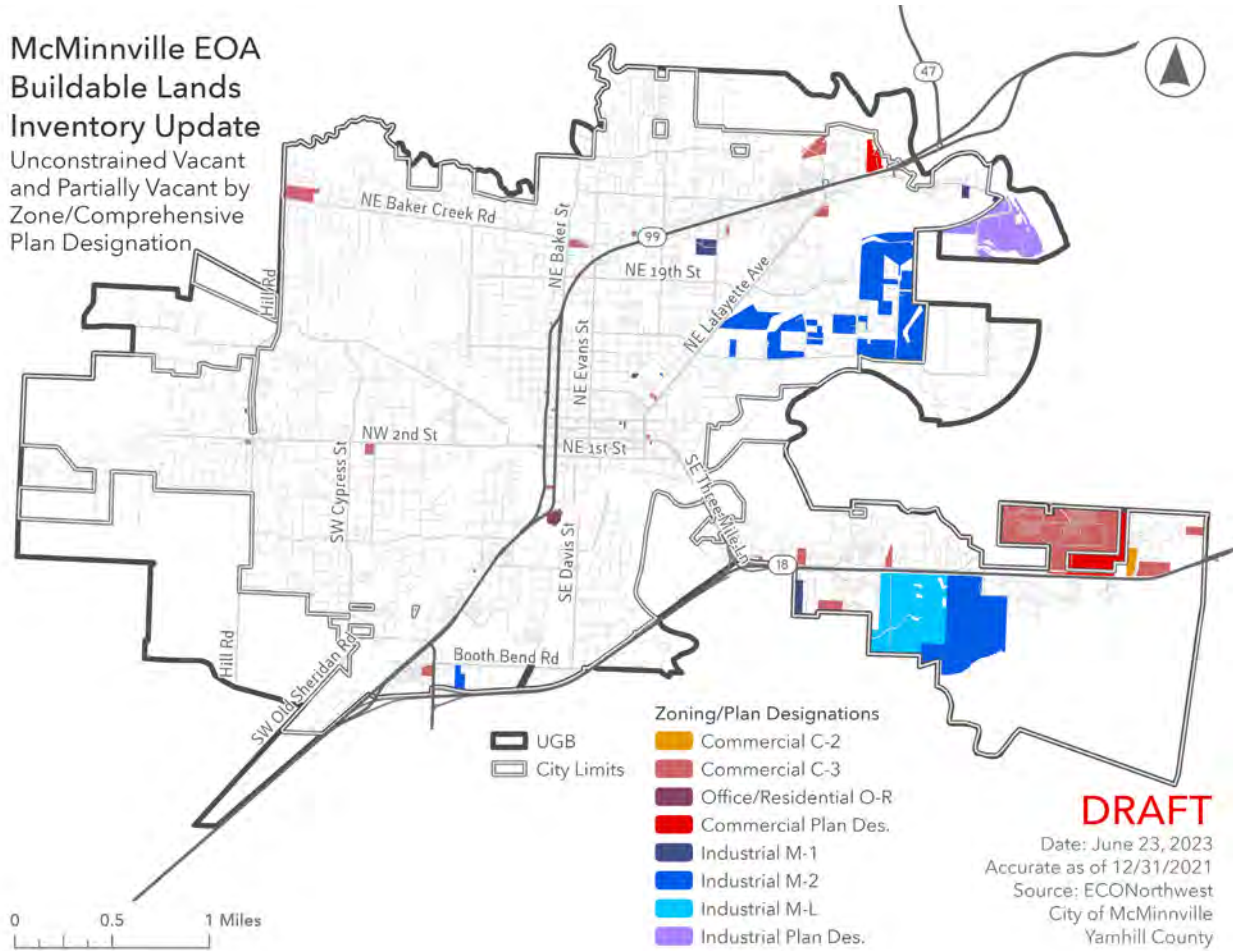 McMinnville EOA
Buildable Lands
Inventory Update
Unconstrained Vacant
and Partially Vacant by
Zone/Comprehensive
Plan Designation
47
NE Baker Creek Rd
NE Baker St
99
NE 19th St
NE Lafayette Ave
Hill Rd
NE Evans St
NW 2nd St
NE 1st St
SW Cypress St
SE Three Mile Ln
SE Davis St
18
Hill Rd
Booth Bend Rd
SW Old Sheridan Rd
UGB
City Limits
Zoning/Plan Designations
Commercial C-2
Commercial C-3
Office/Residential O-R
Commercial Plan Des.
Industrial M-1
Industrial M-2
Industrial M-L
Industrial Plan Des.
DRAFT
Date: June 23, 2023
Accurate as of 12/31/2021
Source: ECONorthwest
City of McMinnville
Yamhill County
0 0.5 1 Miles